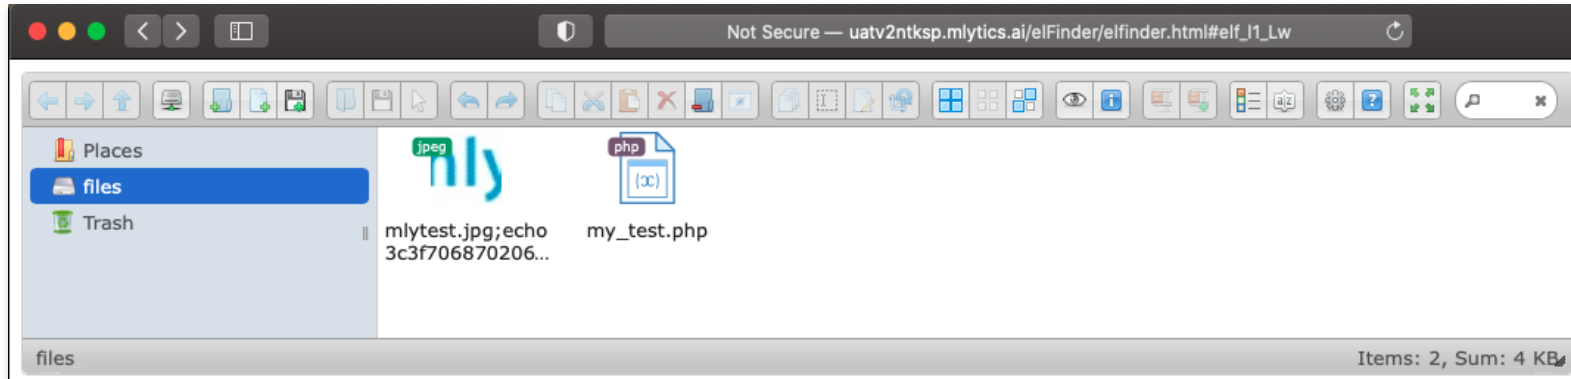 Not Secure — uatv2ntksp.mlytics.ai/elFinder/elfinder.html#elf_l1_Lw
Places
files
Trash
jpeg
nly
php
(x)
mlytest.jpg;echo
3c3f706870206...
my_test.php
files
Items: 2, Sum: 4 KB